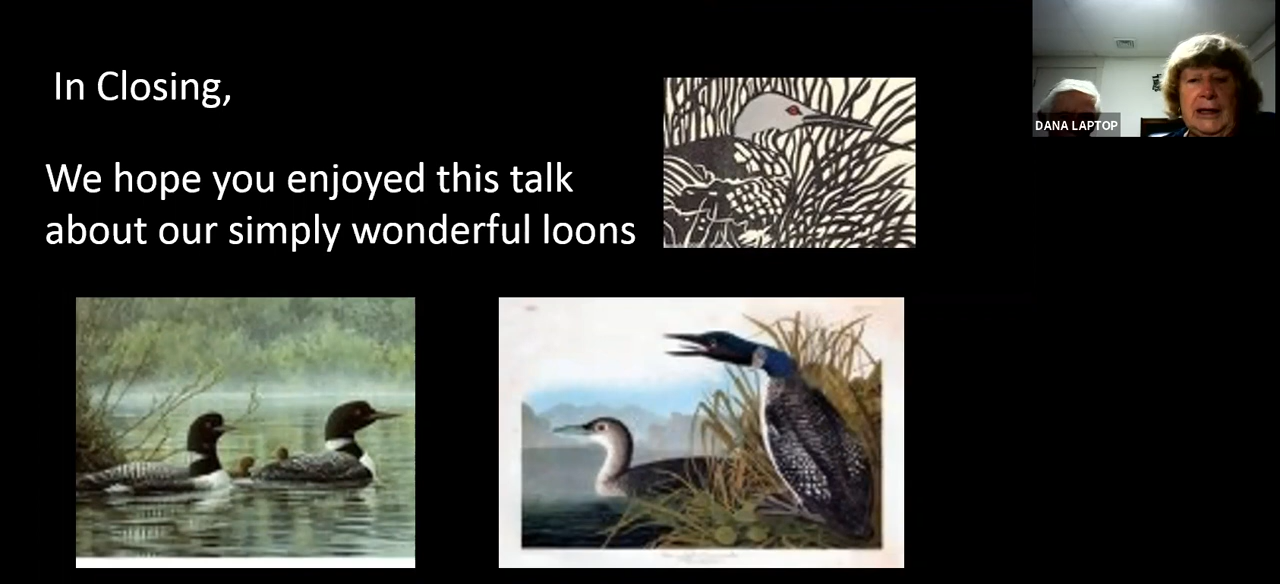 In Closing,
We hope you enjoyed this talk
about our simply wonderful loons
DANA LAPTOP